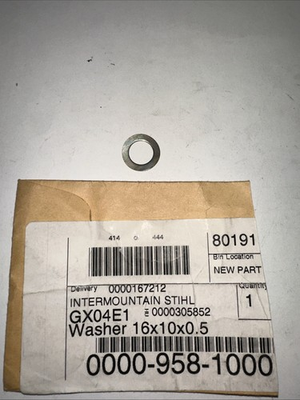 414 6 444
80191
Bin Location
NEW PART
Delivery 0000167212
Quantity
INTERMOUNTAIN STIHL
1
GX04E1 0000305852
Washer 16x10x0.5
0000-958-1000